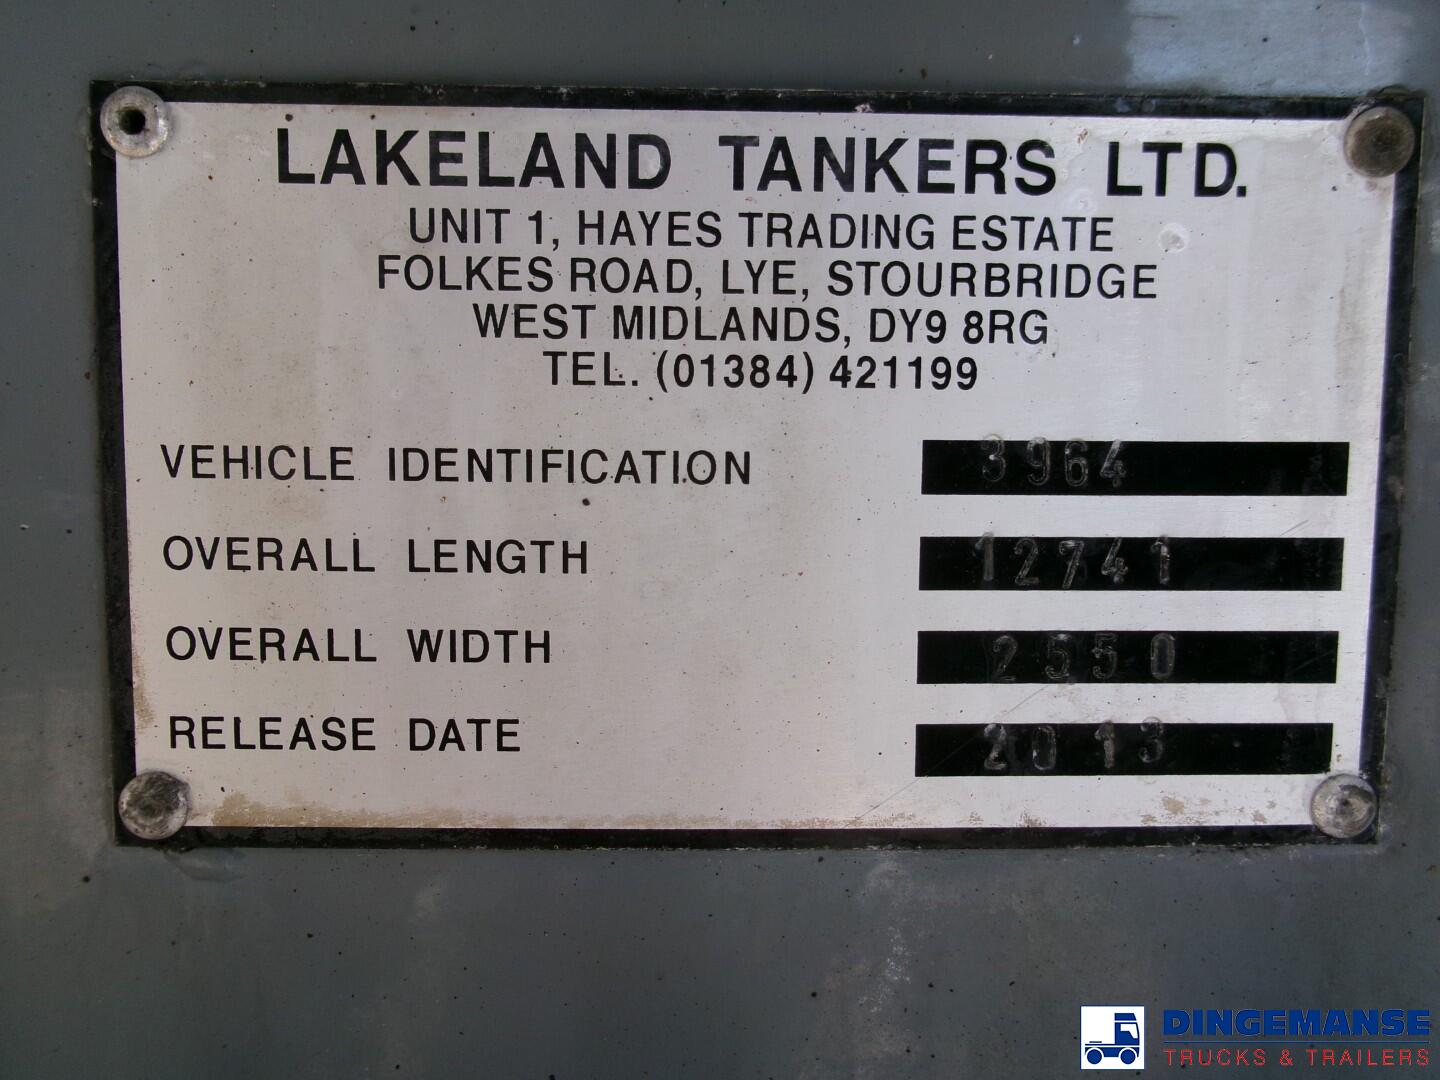 LAKELAND TANKERS LTD.
UNIT 1, HAYES TRADING ESTATE
FOLKES ROAD, LYE, STOURBRIDGE
WEST MIDLANDS, DY9 8RG
TEL. (01384) 421199
VEHICLE IDENTIFICATION 3964
OVERALL LENGTH 12741
OVERALL WIDTH 2550
RELEASE DATE 2013
DINGEMANSE
TRUCKS & TRAILERS